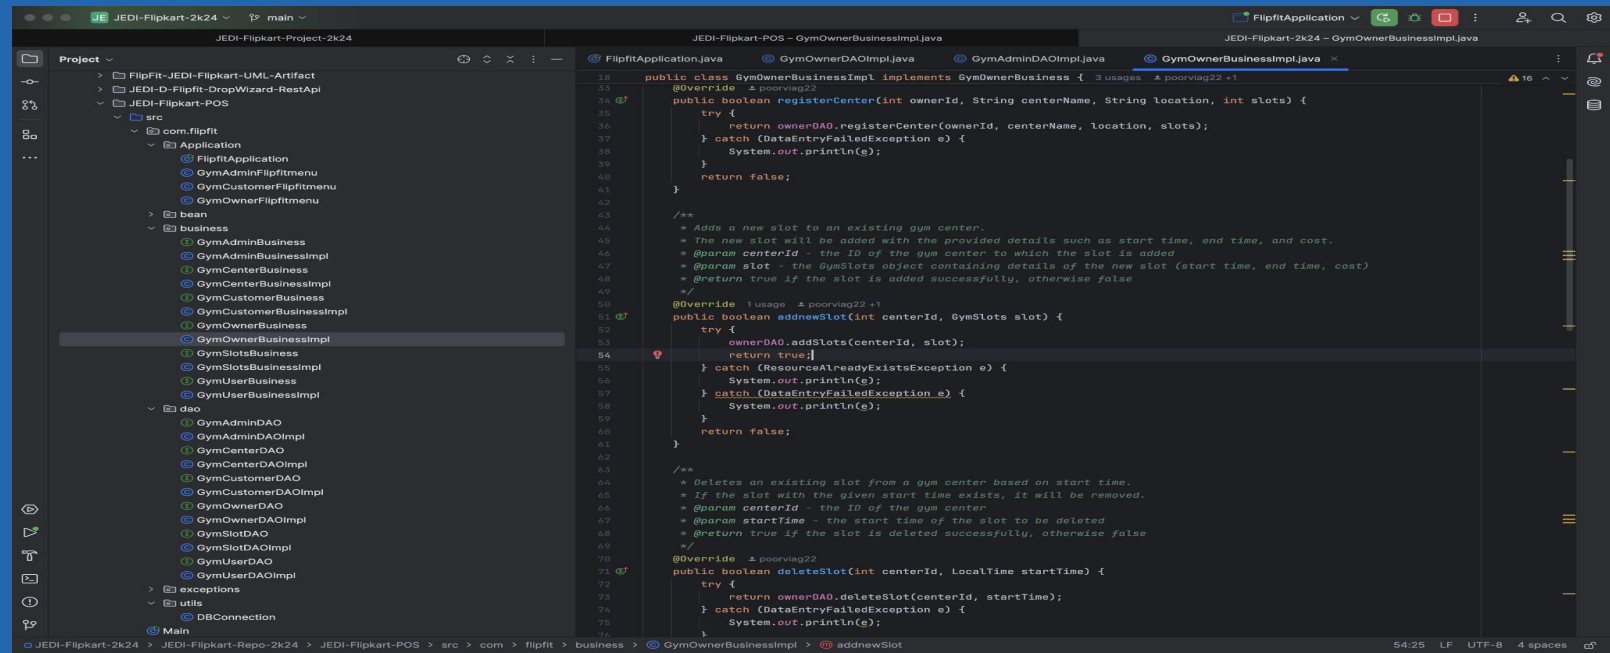 JE JEDI-Flipkart-2k24 main FlipfitApplication
JEDI-Flipkart-Project-2k24 JEDI-Flipkart-POS – GymOwnerBusinessImpl.java JEDI-Flipkart-2k24 – GymOwnerBusinessImpl.java
Project
FlipFit-JEDI-Flipkart-UML-Artifact
JEDI-D-Flipfit-DropWizard-RestApi
JEDI-Flipkart-POS
src
com.flipfit
Application
FlipfitApplication
GymAdminFlipfitmenu
GymCustomerFlipfitmenu
GymOwnerFlipfitmenu
bean
business
GymAdminBusiness
GymAdminBusinessImpl
GymCenterBusiness
GymCenterBusinessImpl
GymCustomerBusiness
GymCustomerBusinessImpl
GymOwnerBusiness
GymOwnerBusinessImpl
GymSlotsBusiness
GymSlotsBusinessImpl
GymUserBusiness
GymUserBusinessImpl
dao
GymAdminDAO
GymAdminDAOImpl
GymCenterDAO
GymCenterDAOImpl
GymCustomerDAO
GymCustomerDAOImpl
GymOwnerDAO
GymOwnerDAOImpl
GymSlotDAO
GymSlotDAOImpl
GymUserDAO
GymUserDAOImpl
exceptions
utils
DBConnection
Main
FlipfitApplication.java GymOwnerDAOImpl.java GymAdminDAOImpl.java GymOwnerBusinessImpl.java
18 public class GymOwnerBusinessImpl implements GymOwnerBusiness { 3 usages poorviag22 +1 16
33 @Override poorviag22
34 public boolean registerCenter(int ownerId, String centerName, String location, int slots) {
35 try {
36 return ownerDAO.registerCenter(ownerId, centerName, location, slots);
37 } catch (DataEntryFailedException e) {
38 System.out.println(e);
39 }
40 return false;
41 }
42
43 /**
44 * Adds a new slot to an existing gym center.
45 * The new slot will be added with the provided details such as start time, end time, and cost.
46 * @param centerId - the ID of the gym center to which the slot is added
47 * @param slot - the GymSlots object containing details of the new slot (start time, end time, cost)
48 * @return true if the slot is added successfully, otherwise false
49 */
50 @Override 1 usage poorviag22 +1
51 public boolean addnewSlot(int centerId, GymSlots slot) {
52 try {
53 ownerDAO.addSlots(centerId, slot);
54 return true;
55 } catch (ResourceAlreadyExistsException e) {
56 System.out.println(e);
57 } catch (DataEntryFailedException e) {
58 System.out.println(e);
59 }
60 return false;
61 }
62
63 /**
64 * Deletes an existing slot from a gym center based on start time.
65 * If the slot with the given start time exists, it will be removed.
66 * @param centerId - the ID of the gym center
67 * @param startTime - the start time of the slot to be deleted
68 * @return true if the slot is deleted successfully, otherwise false
69 */
70 @Override poorviag22
71 public boolean deleteSlot(int centerId, LocalTime startTime) {
72 try {
73 return ownerDAO.deleteSlot(centerId, startTime);
74 } catch (DataEntryFailedException e) {
75 System.out.println(e);
76 }
JEDI-Flipkart-2k24 > JEDI-Flipkart-Repo-2k24 > JEDI-Flipkart-POS > src > com > flipfit > business > GymOwnerBusinessImpl > addnewSlot 54:25 LF UTF-8 4 spaces